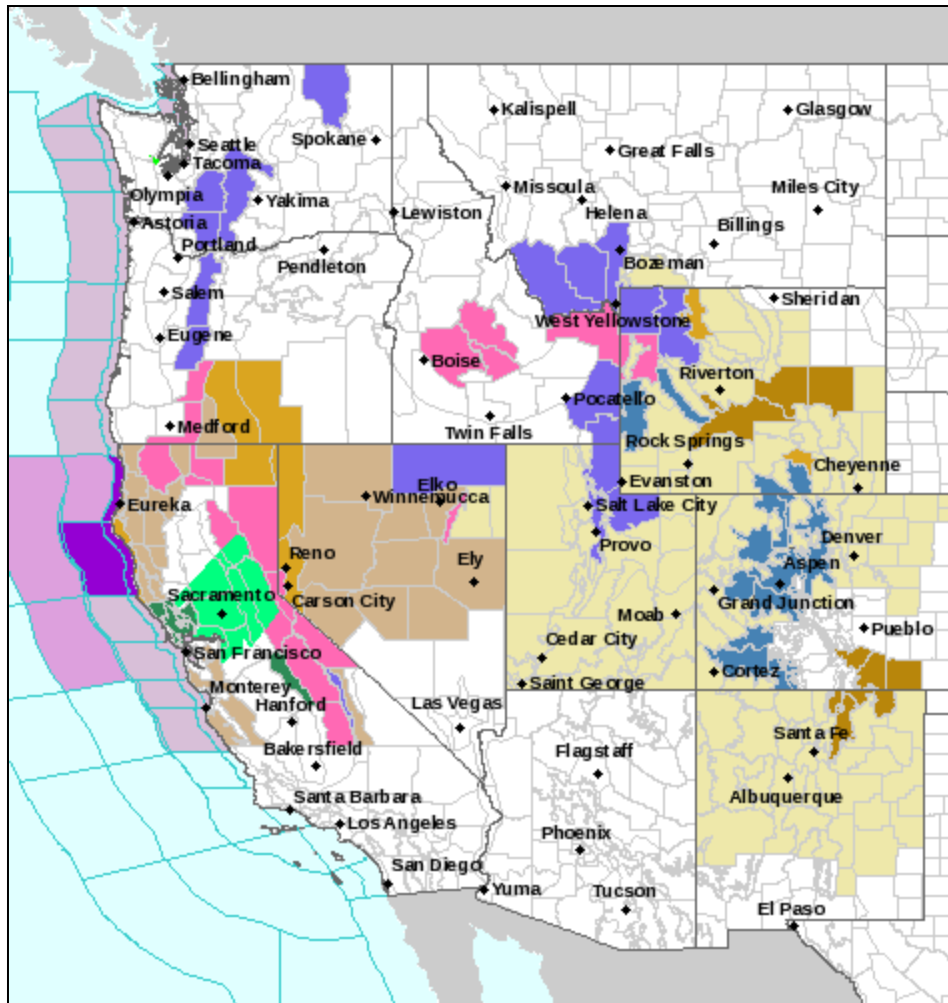 Bellingham
Kalispell
Glasgow
Spokane
Seattle
Great Falls
Tacoma
Missoula
Miles City
Olympia
Yakima
Lewiston
Helena
Astoria
Billings
Portland
Pendleton
Bozeman
Salem
Sheridan
West Yellowstone
Eugene
Boise
Riverton
Pocatello
Medford
Twin Falls
Rock Springs
Cheyenne
Elko
Evanston
Eureka
Winnemucca
Salt Lake City
Denver
Provo
Reno
Ely
Aspen
Sacramento
Carson City
Grand Junction
Moab
Pueblo
San Francisco
Cedar City
Cortez
Monterey
Saint George
Hanford
Las Vegas
Santa Fe
Bakersfield
Flagstaff
Albuquerque
Santa Barbara
Los Angeles
Phoenix
San Diego
Yuma
Tucson
El Paso